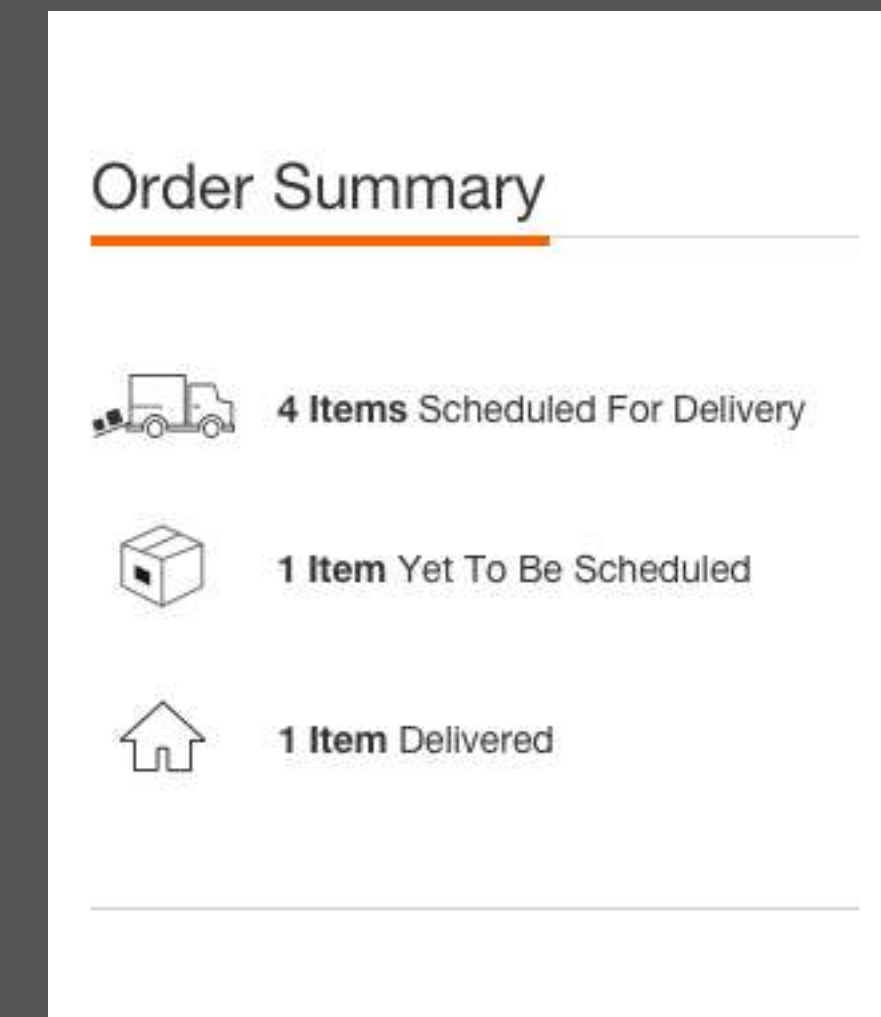 Order Summary
4 Items Scheduled For Delivery
1 Item Yet To Be Scheduled
1 Item Delivered